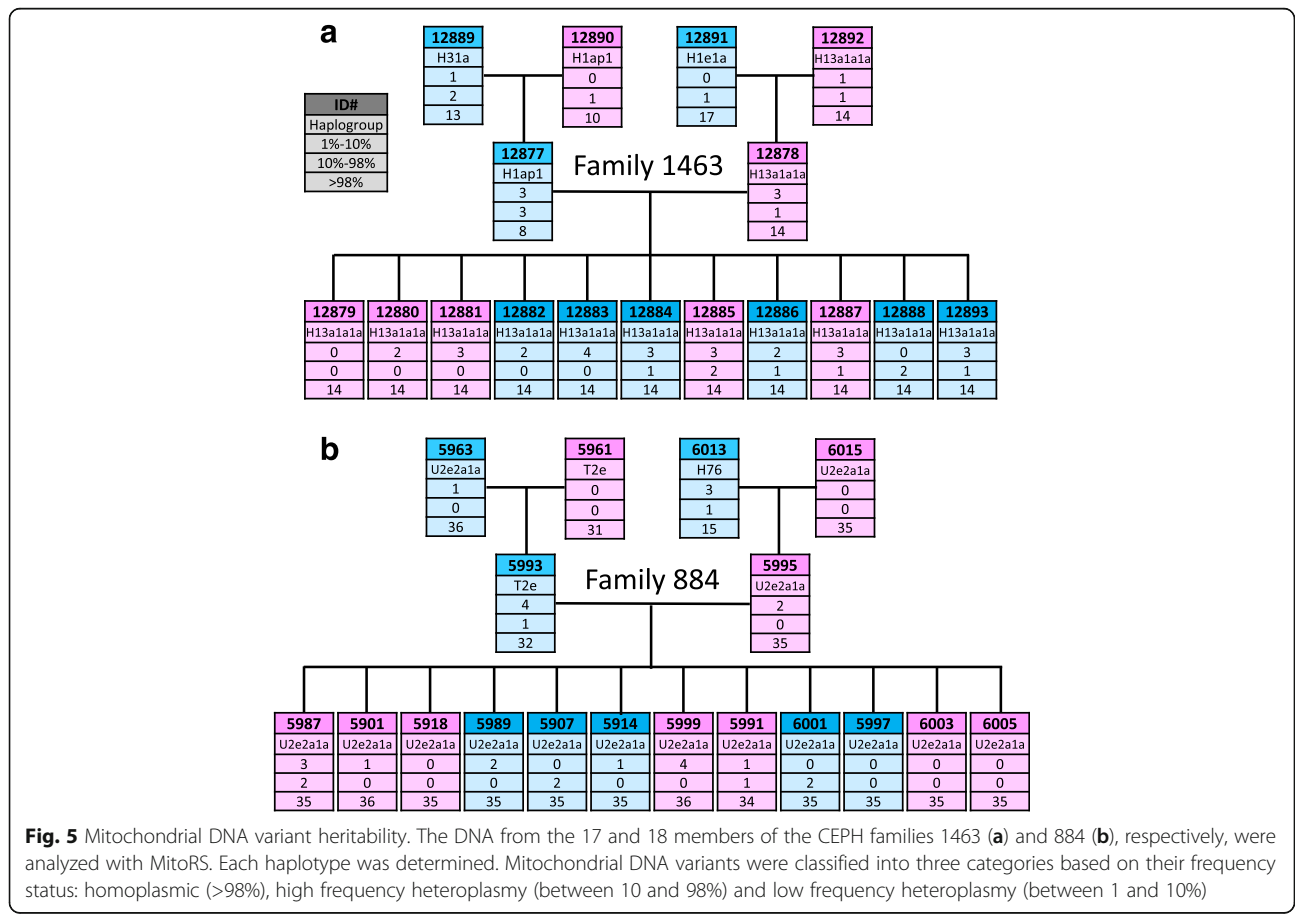 a
12889 12890 12891 12892
H31a H1ap1 H1e1a H13a1a1a
1 0 0 1
2 1 1 1
13 10 17 14
ID#
Haplogroup
1%-10%
10%-98%
>98%
12877 Family 1463 12878
H1ap1 H13a1a1a
3 3
3 1
8 14
12879 12880 12881 12882 12883 12884 12885 12886 12887 12888 12893
H13a1a1a H13a1a1a H13a1a1a H13a1a1a H13a1a1a H13a1a1a H13a1a1a H13a1a1a H13a1a1a H13a1a1a H13a1a1a
0 2 3 2 4 3 3 2 3 0 3
0 0 0 0 0 1 2 1 1 2 1
14 14 14 14 14 14 14 14 14 14 14
b
5963 5961 6013 6015
U2e2a1a T2e H76 U2e2a1a
1 0 3 0
0 0 1 0
36 31 15 35
5993 Family 884 5995
T2e U2e2a1a
4 2
1 0
32 35
5987 5901 5918 5989 5907 5914 5999 5991 6001 5997 6003 6005
U2e2a1a U2e2a1a U2e2a1a U2e2a1a U2e2a1a U2e2a1a U2e2a1a U2e2a1a U2e2a1a U2e2a1a U2e2a1a U2e2a1a
3 1 0 2 0 1 4 1 0 0 0 0
2 0 0 0 2 0 0 1 2 0 0 0
35 36 35 35 35 35 36 34 35 35 35 35
Fig. 5 Mitochondrial DNA variant heritability. The DNA from the 17 and 18 members of the CEPH families 1463 (a) and 884 (b), respectively, were
analyzed with MitoRS. Each haplotype was determined. Mitochondrial DNA variants were classified into three categories based on their frequency
status: homoplasmic (>98%), high frequency heteroplasmy (between 10 and 98%) and low frequency heteroplasmy (between 1 and 10%)